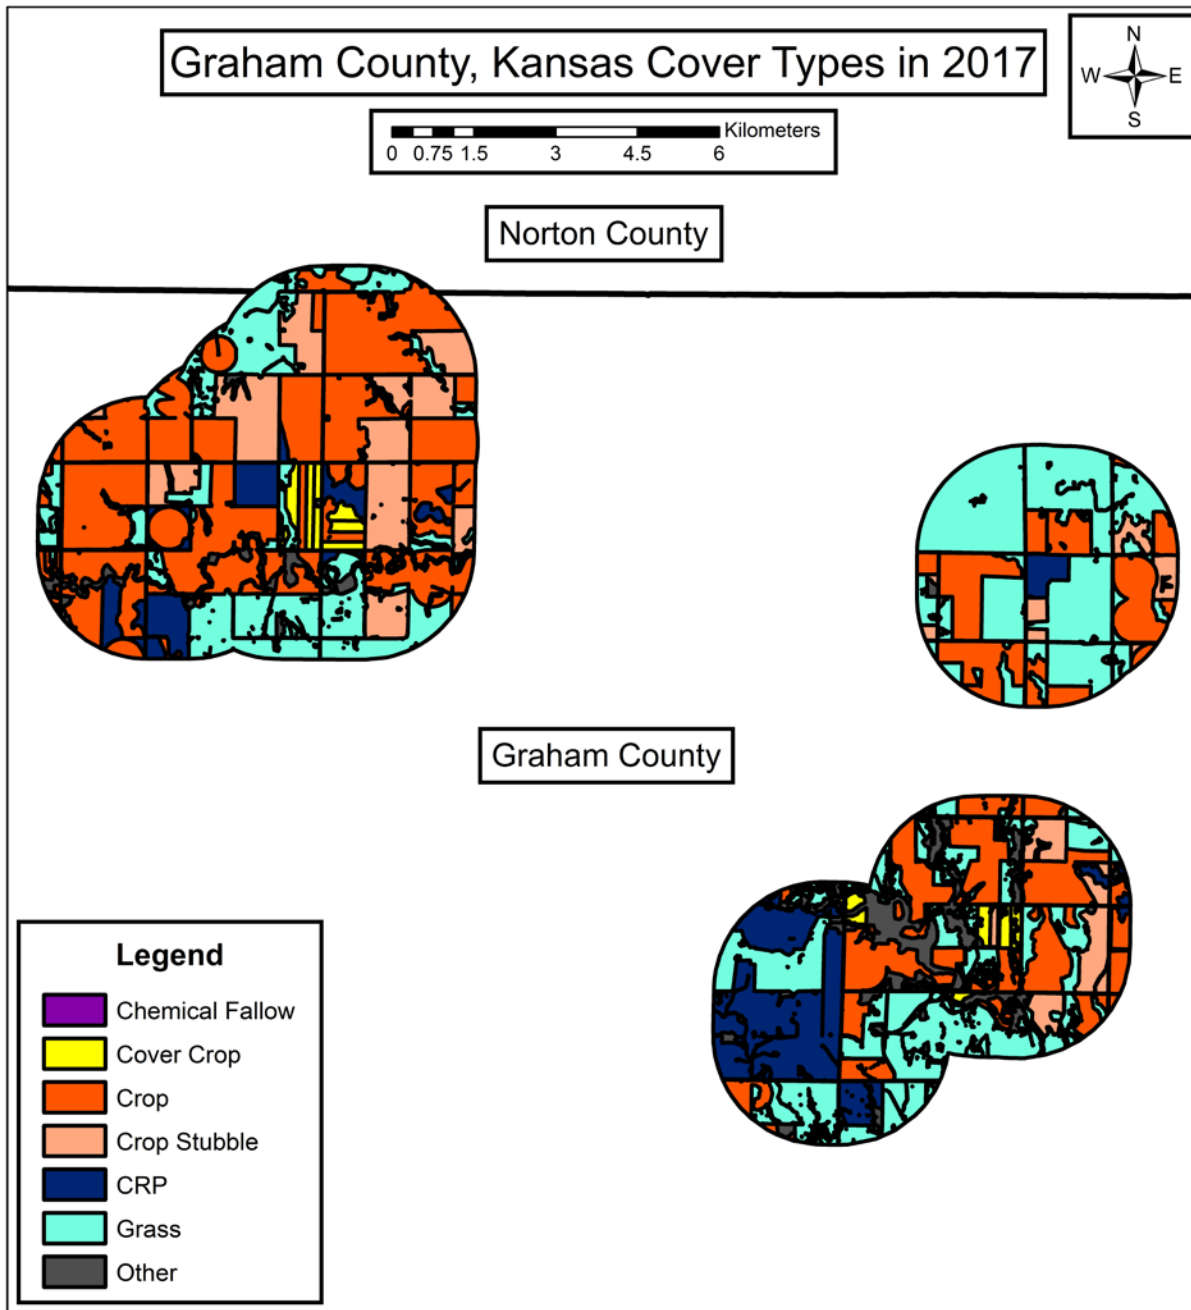 Graham County, Kansas Cover Types in 2017
N
W E
S
Kilometers
0 0.75 1.5 3 4.5 6
Norton County
Graham County
Legend
Chemical Fallow
Cover Crop
Crop
Crop Stubble
CRP
Grass
Other